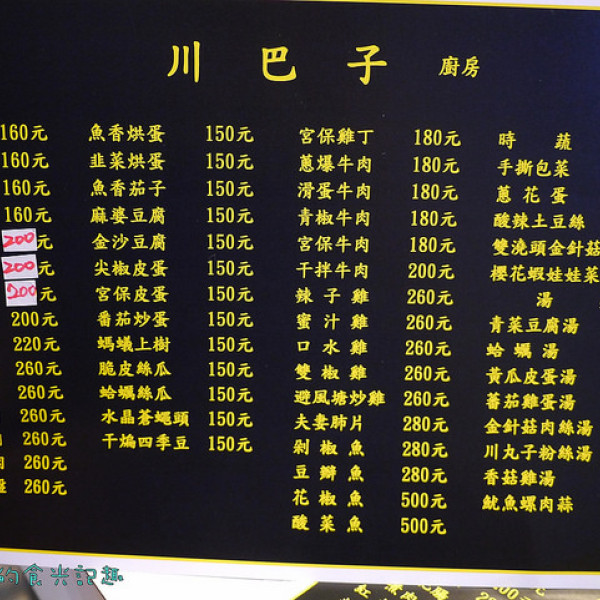 川巴子 廚房
160元 魚香烘蛋 150元 宮保雞丁 180元 時蔬
160元 韭菜烘蛋 150元 蔥爆牛肉 180元 手撕包菜
160元 魚香茄子 150元 滑蛋牛肉 180元 蔥花蛋
160元 麻婆豆腐 150元 青椒牛肉 180元 酸辣土豆絲
200元 金沙豆腐 150元 宮保牛肉 180元 雙澆頭金針菇
200元 尖椒皮蛋 150元 干拌牛肉 200元 櫻花蝦娃娃菜
200元 宮保皮蛋 150元 辣子雞 260元 湯
200元 番茄炒蛋 150元 蜜汁雞 260元 青菜豆腐湯
220元 螞蟻上樹 150元 口水雞 260元 蛤蠣湯
260元 脆皮絲瓜 150元 雙椒雞 260元 黃瓜皮蛋湯
260元 蛤蠣絲瓜 150元 避風塘炒雞 260元 蕃茄雞蛋湯
260元 水晶蒼蠅頭 150元 夫妻肺片 280元 金針菇肉絲湯
260元 干煸四季豆 150元 剁椒魚 280元 川丸子粉絲湯
肉 260元 豆瓣魚 280元 香菇雞湯
260元 花椒魚 500元 魷魚螺肉蒜
酸菜魚 500元
的食光記趣
200元